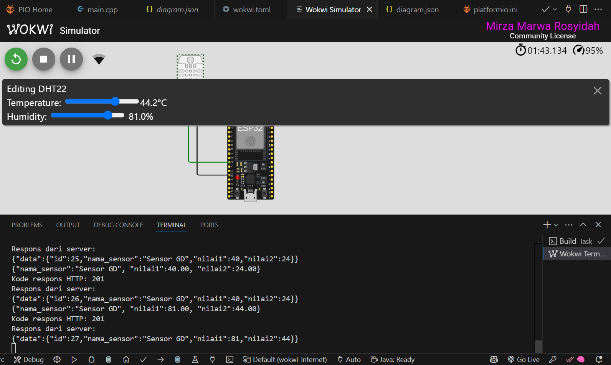 PIO Home main.cpp diagram.json wokwi.toml Wokwi Simulator diagram.json platformio.ini
WOKWI Simulator
Mirza Marwa Rosyidah
Community License
01:43.134 95%
Editing DHT22
Temperature: 44.2°C
Humidity: 81.0%
ESP32
PROBLEMS OUTPUT DEBUG CONSOLE TERMINAL PORTS
Build Task
Wokwi Term...
Respons dari server:
{"data":{"id":25,"nama_sensor":"Sensor GD","nilai1":40,"nilai2":24}}
{"nama_sensor":"Sensor GD", "nilai1":40.00, "nilai2":24.00}
Kode respons HTTP: 201
Respons dari server:
{"data":{"id":26,"nama_sensor":"Sensor GD","nilai1":40,"nilai2":24}}
{"nama_sensor":"Sensor GD", "nilai1":81.00, "nilai2":44.00}
Kode respons HTTP: 201
Respons dari server:
{"data":{"id":27,"nama_sensor":"Sensor GD","nilai1":81,"nilai2":44}}
Debug Default (wokwi_internet) Auto Java: Ready Go Live